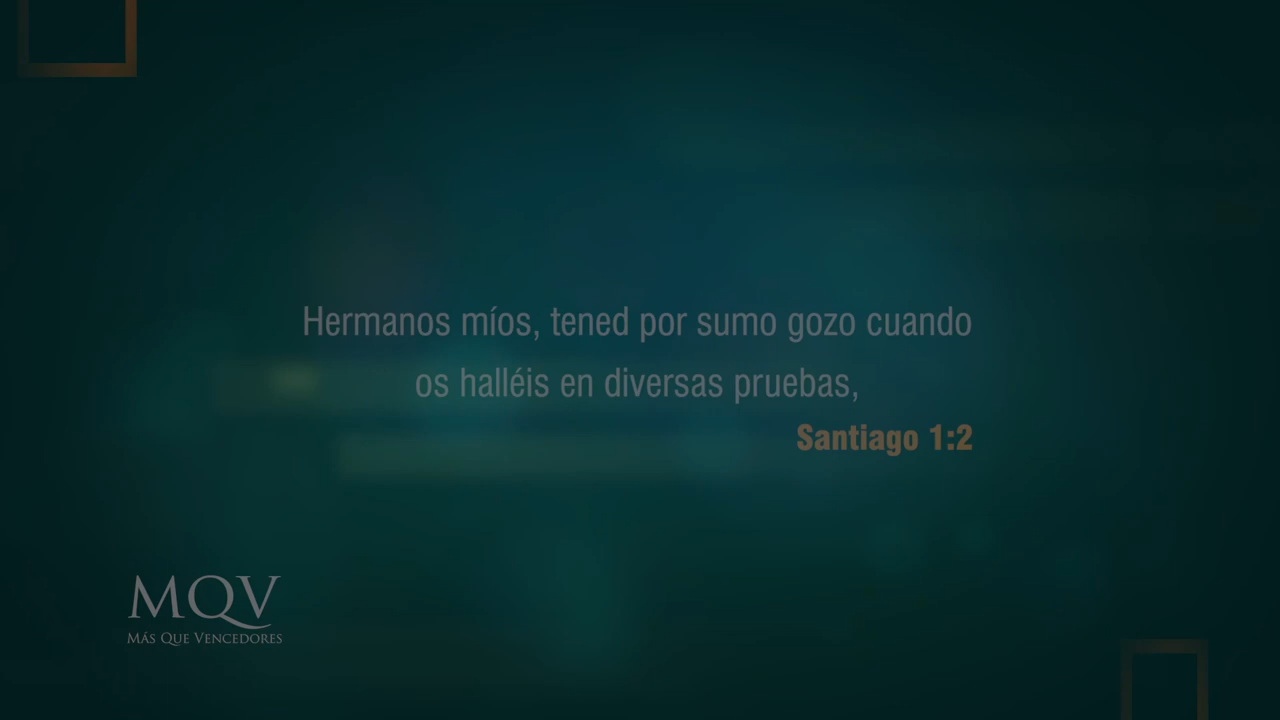 Hermanos míos, tened por sumo gozo cuando
os halléis en diversas pruebas,
Santiago 1:2
MQV
MÁS QUE VENCEDORES